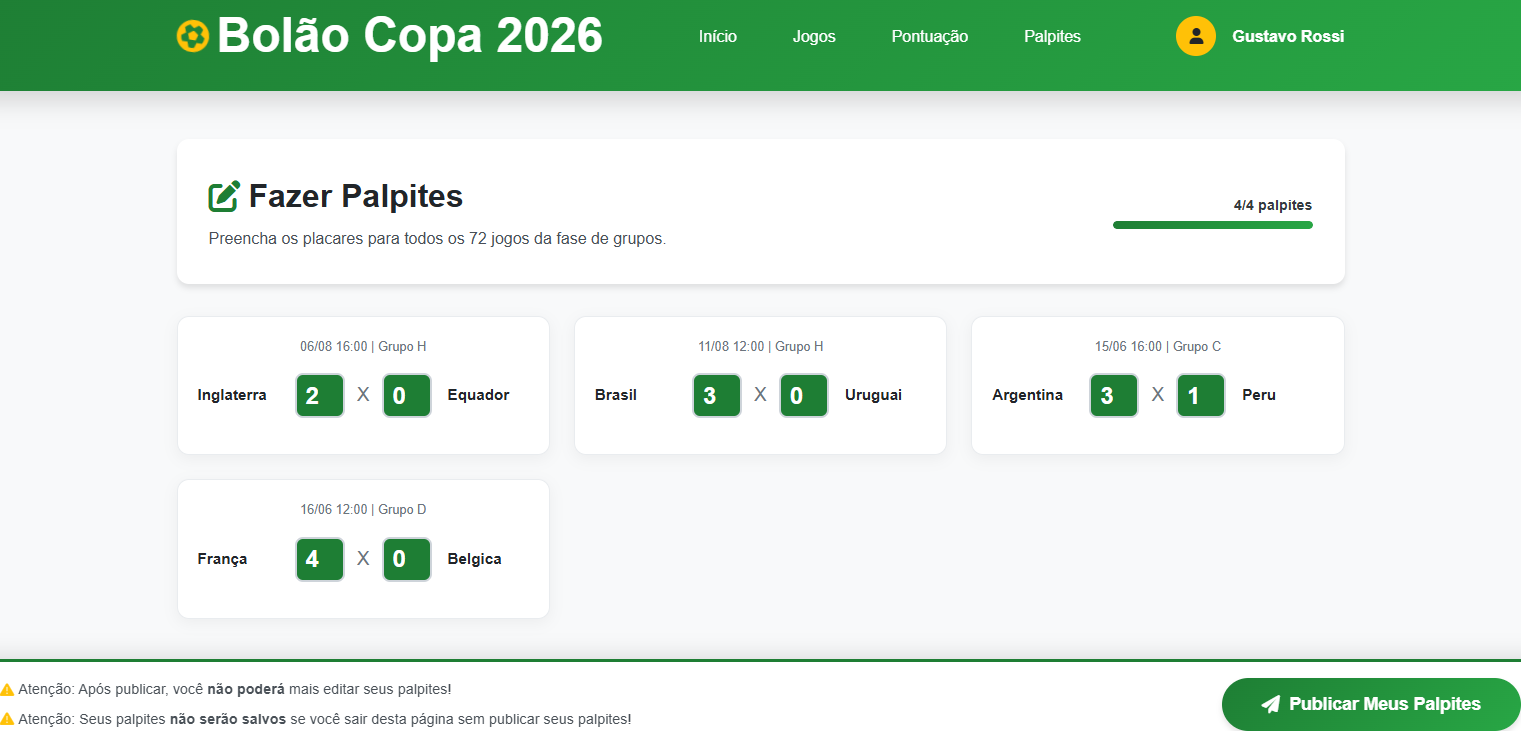 Bolão Copa 2026
Início Jogos Pontuação Palpites
Gustavo Rossi
Fazer Palpites
Preencha os placares para todos os 72 jogos da fase de grupos.
4/4 palpites
06/08 16:00 | Grupo H
Inglaterra 2 X 0 Equador
11/08 12:00 | Grupo H
Brasil 3 X 0 Uruguai
15/06 16:00 | Grupo C
Argentina 3 X 1 Peru
16/06 12:00 | Grupo D
França 4 X 0 Belgica
Atenção: Após publicar, você não poderá mais editar seus palpites!
Atenção: Seus palpites não serão salvos se você sair desta página sem publicar seus palpites!
Publicar Meus Palpites